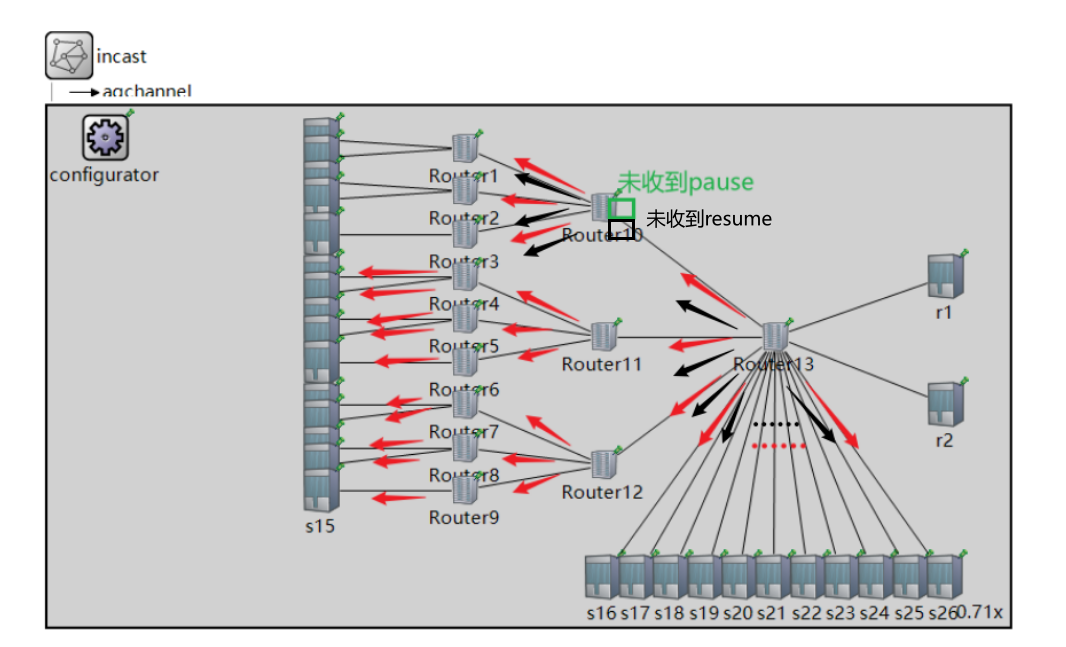 incast
aqchannel
configurator
Router1
未收到pause
Router2
未收到resume
Router10
Router3
Router4
r1
Router5
Router11
Router13
Router6
Router7
r2
Router8
Router12
Router9
s15
s16 s17 s18 s19 s20 s21 s22 s23 s24 s25 s26 0.71x